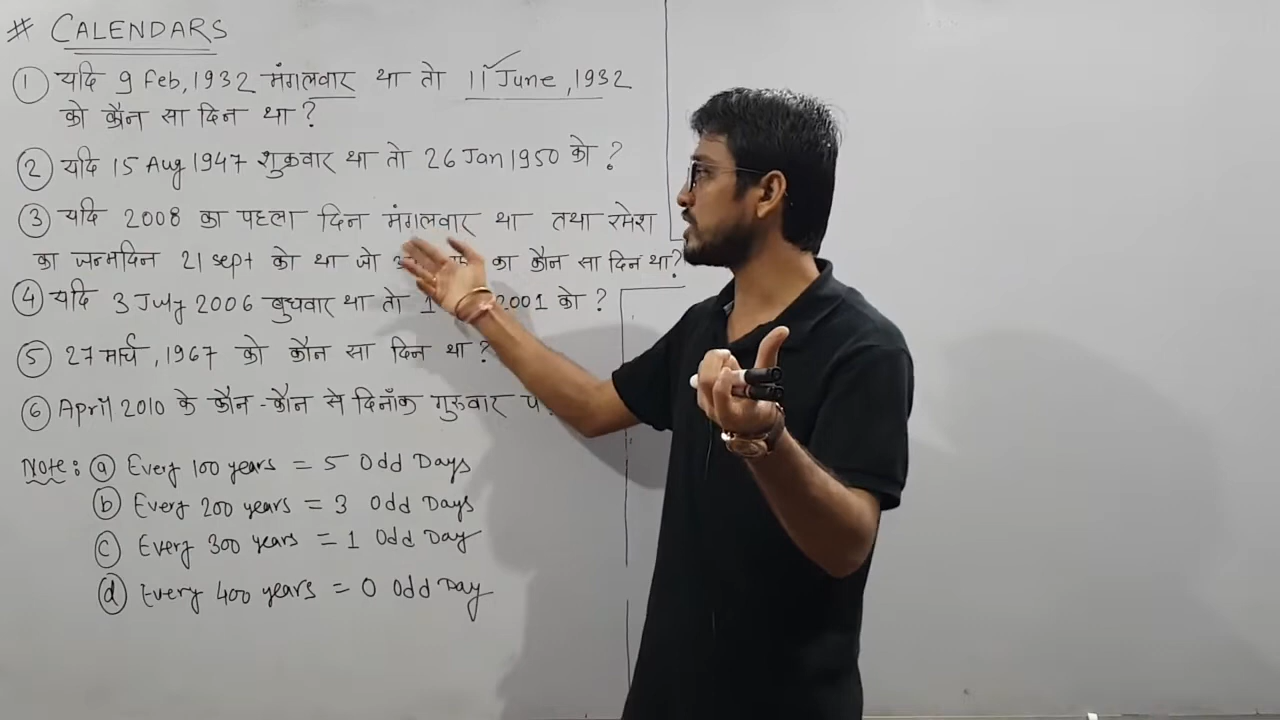 # CALENDARS
① यदि 9 Feb, 1932 मंगलवार था तो 11 June, 1932
को कौन सा दिन था ?
② यदि 15 Aug 1947 शुक्रवार था तो 26 Jan 1950 को ?
③ यदि 2008 का पहला दिन मंगलवार था तथा रमेश
का जन्मदिन 21 sept को था जो का कौन सा दिन था?
④ यदि 3 July 2006 बुधवार था तो 1 2001 को ?
⑤ 27 मार्च, 1967 को कौन सा दिन था ?
⑥ April 2010 के कौन-कौन से दिनाँक गुरुवार प
Note: ⓐ Every 100 years = 5 Odd Days
ⓑ Every 200 years = 3 Odd Days
ⓒ Every 300 years = 1 Odd Day
ⓓ Every 400 years = 0 Odd Day